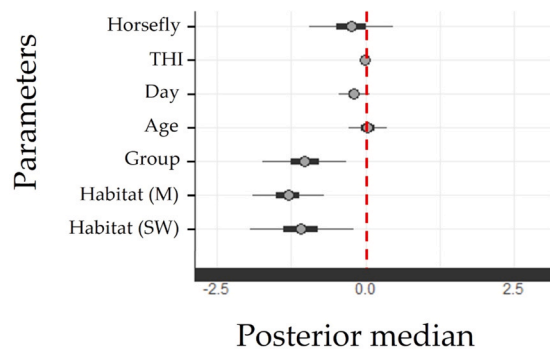 Parameters
Horsefly
THI
Day
Age
Group
Habitat (M)
Habitat (SW)
-2.5 0.0 2.5
Posterior median